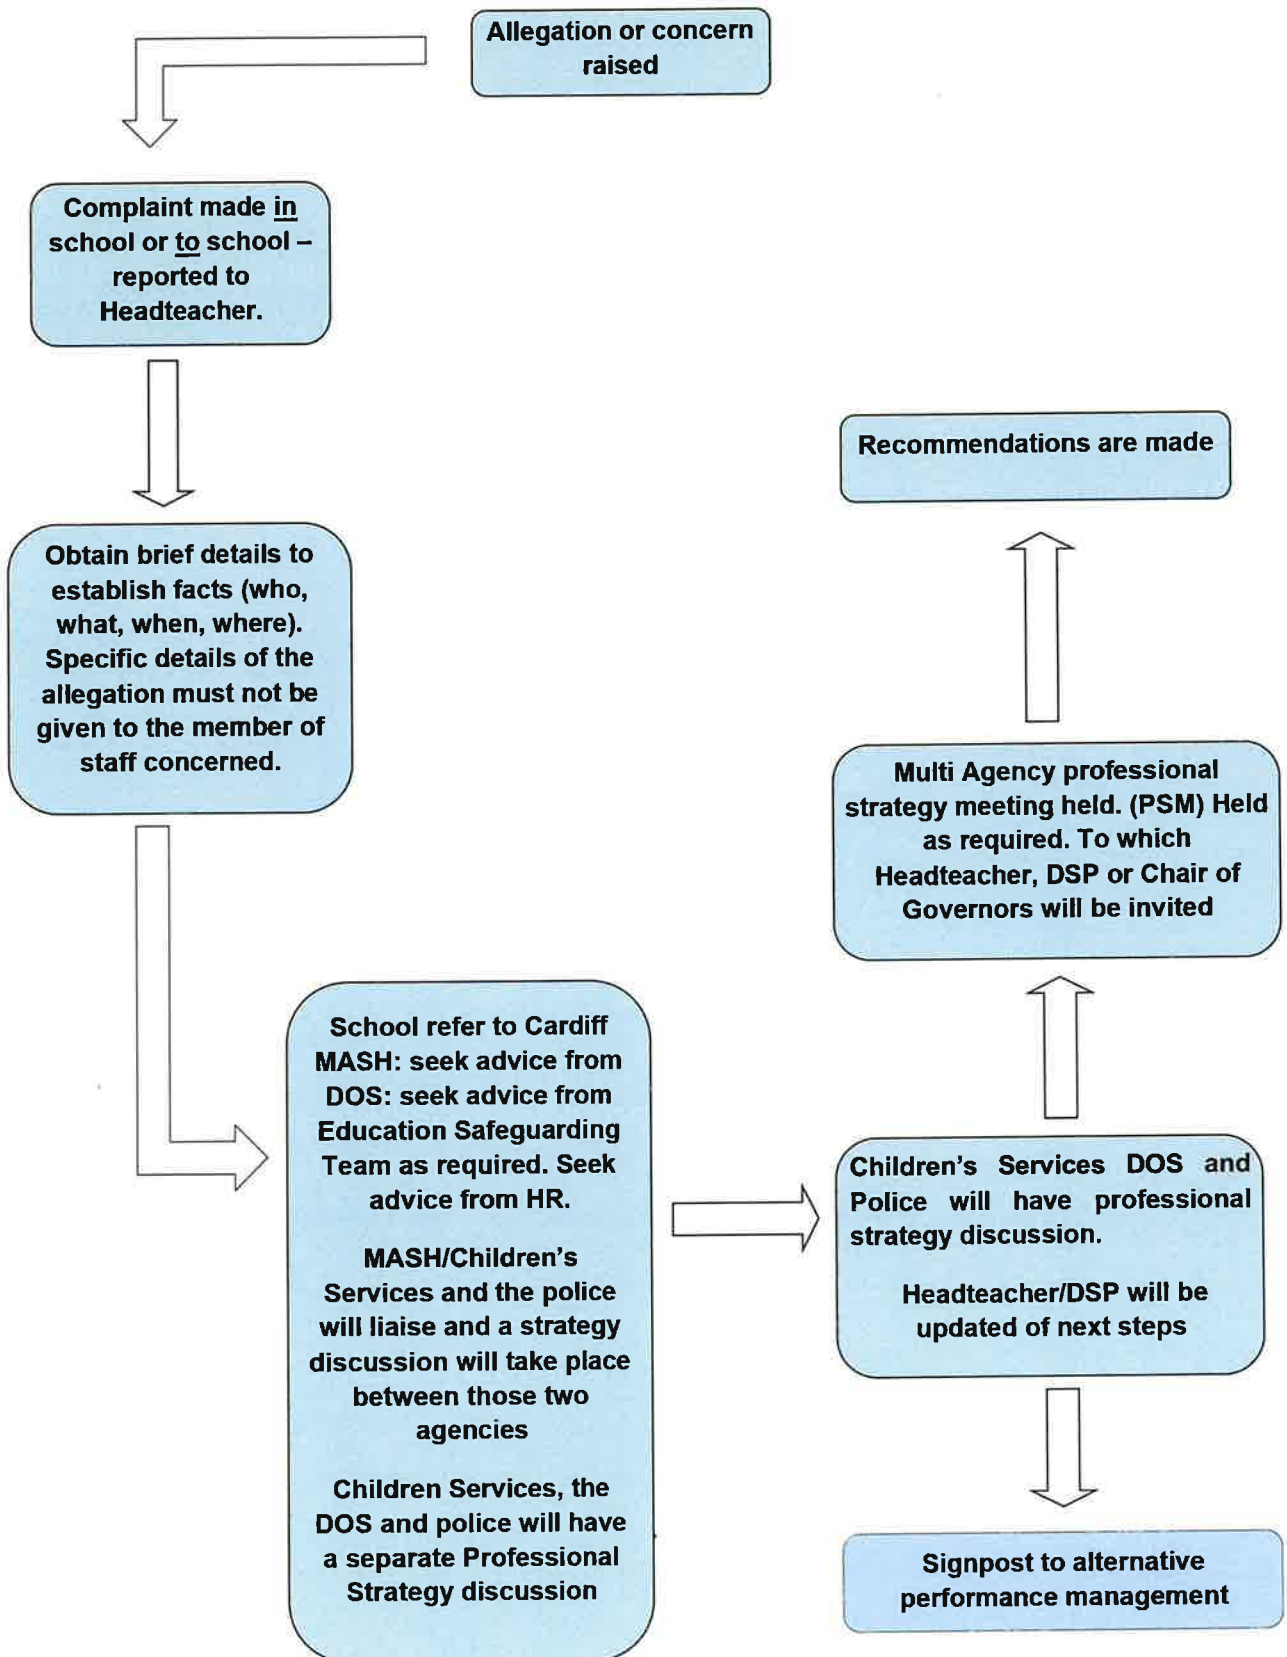 Allegation or concern
raised
Complaint made in
school or to school –
reported to
Headteacher.
Obtain brief details to
establish facts (who,
what, when, where).
Specific details of the
allegation must not be
given to the member of
staff concerned.
School refer to Cardiff
MASH: seek advice from
DOS: seek advice from
Education Safeguarding
Team as required. Seek
advice from HR.
MASH/Children's
Services and the police
will liaise and a strategy
discussion will take place
between those two
agencies
Children Services, the
DOS and police will have
a separate Professional
Strategy discussion
Children's Services DOS and
Police will have professional
strategy discussion.
Headteacher/DSP will be
updated of next steps
Multi Agency professional
strategy meeting held. (PSM) Held
as required. To which
Headteacher, DSP or Chair of
Governors will be invited
Recommendations are made
Signpost to alternative
performance management